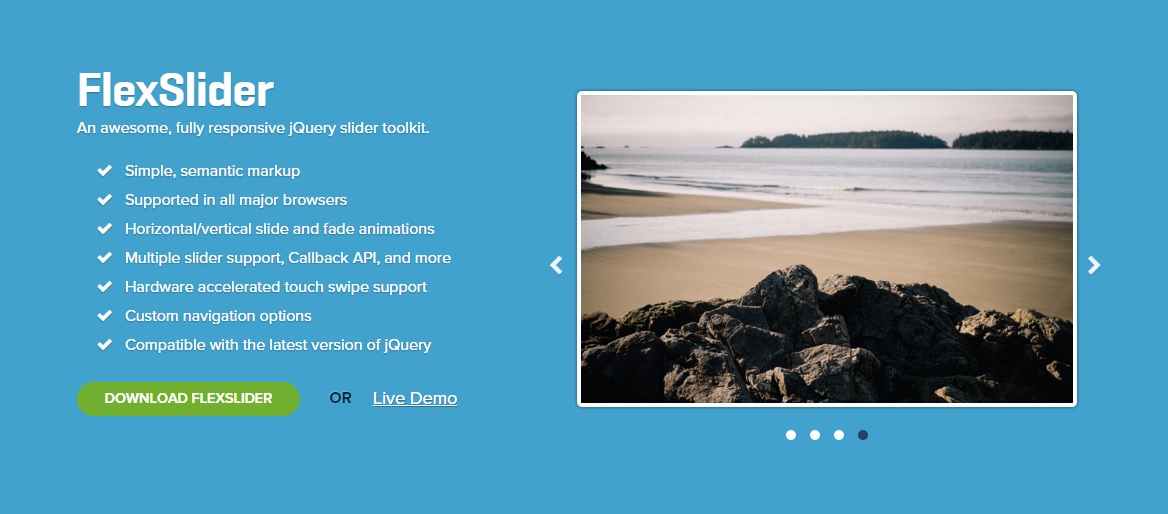 FlexSlider
An awesome, fully responsive jQuery slider toolkit.
Simple, semantic markup
Supported in all major browsers
Horizontal/vertical slide and fade animations
Multiple slider support, Callback API, and more
Hardware accelerated touch swipe support
Custom navigation options
Compatible with the latest version of jQuery
DOWNLOAD FLEXSLIDER OR Live Demo